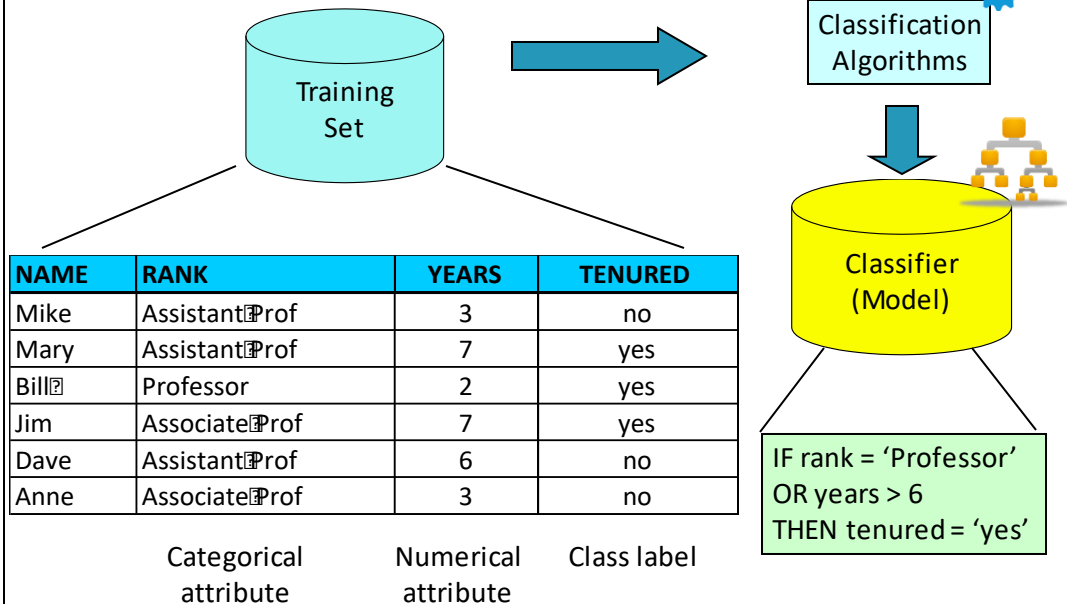 Training
Set
Classification
Algorithms
Classifier
(Model)
NAME RANK YEARS TENURED
Mike Assistant Prof 3 no
Mary Assistant Prof 7 yes
Bill Professor 2 yes
Jim Associate Prof 7 yes
Dave Assistant Prof 6 no
Anne Associate Prof 3 no
IF rank = ‘Professor’
OR years > 6
THEN tenured = ‘yes’
Categorical
attribute
Numerical
attribute
Class label